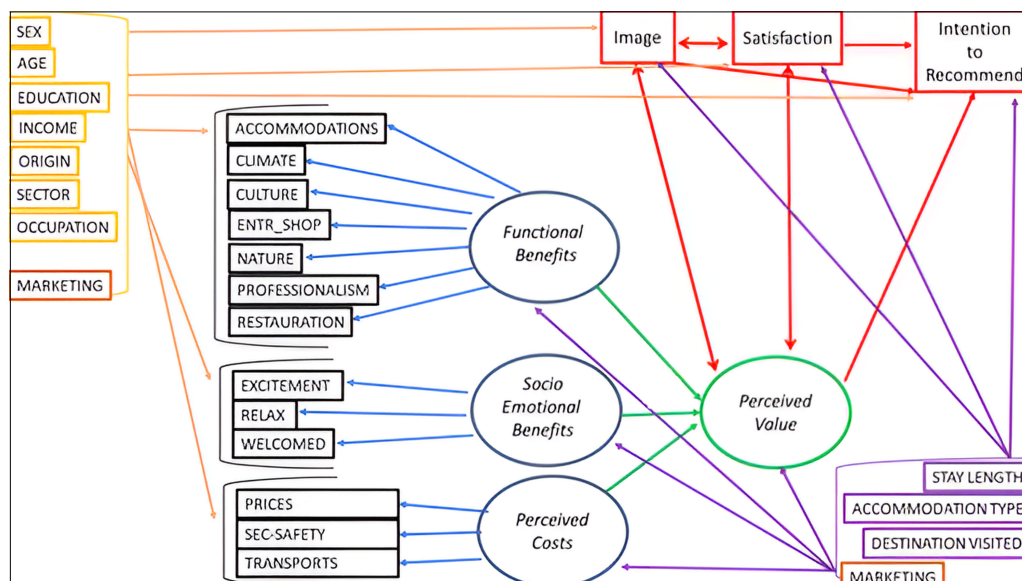 SEX
AGE
EDUCATION
INCOME
ORIGIN
SECTOR
OCCUPATION
MARKETING
Image
Satisfaction
Intention
to
Recommend
ACCOMMODATIONS
CLIMATE
CULTURE
ENTR_SHOP
NATURE
PROFESSIONALISM
RESTAURATION
Functional
Benefits
EXCITEMENT
RELAX
WELCOMED
Socio
Emotional
Benefits
Perceived
Value
PRICES
SEC-SAFETY
TRANSPORTS
Perceived
Costs
STAY LENGTH
ACCOMMODATION TYPE
DESTINATION VISITED
MARKETING